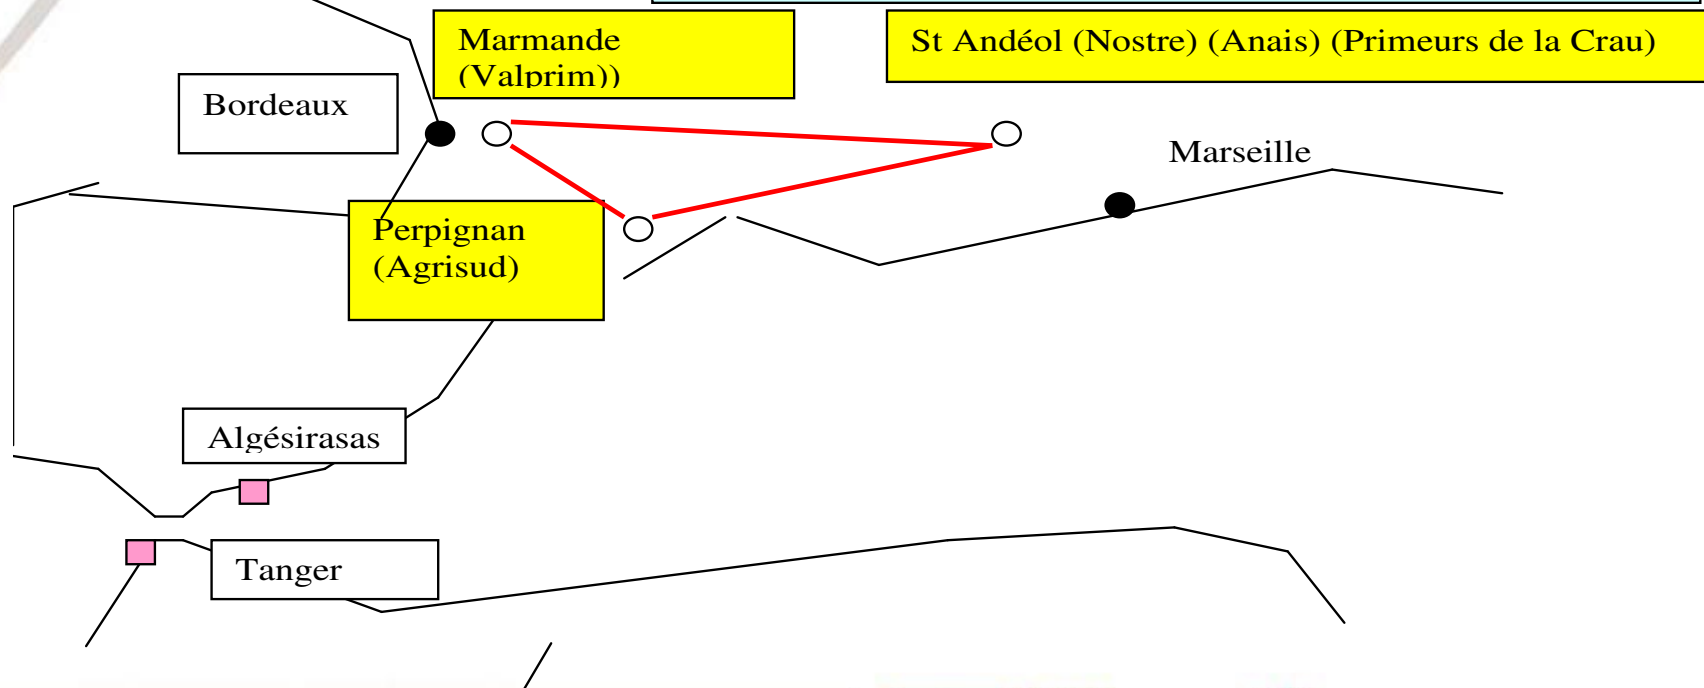 Marmande
(Valprim))
St Andéol (Nostre) (Anais) (Primeurs de la Crau)
Bordeaux
Marseille
Perpignan
(Agrisud)
Algésirasas
Tanger